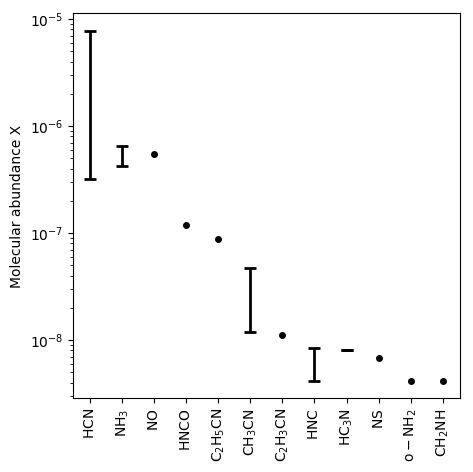 10⁻⁵
10⁻⁶
10⁻⁷
10⁻⁸
Molecular abundance X
HCN
NH₃
NO
HNCO
C₂H₅CN
CH₃CN
C₂H₃CN
HNC
HC₃N
NS
o − NH₂
CH₂NH